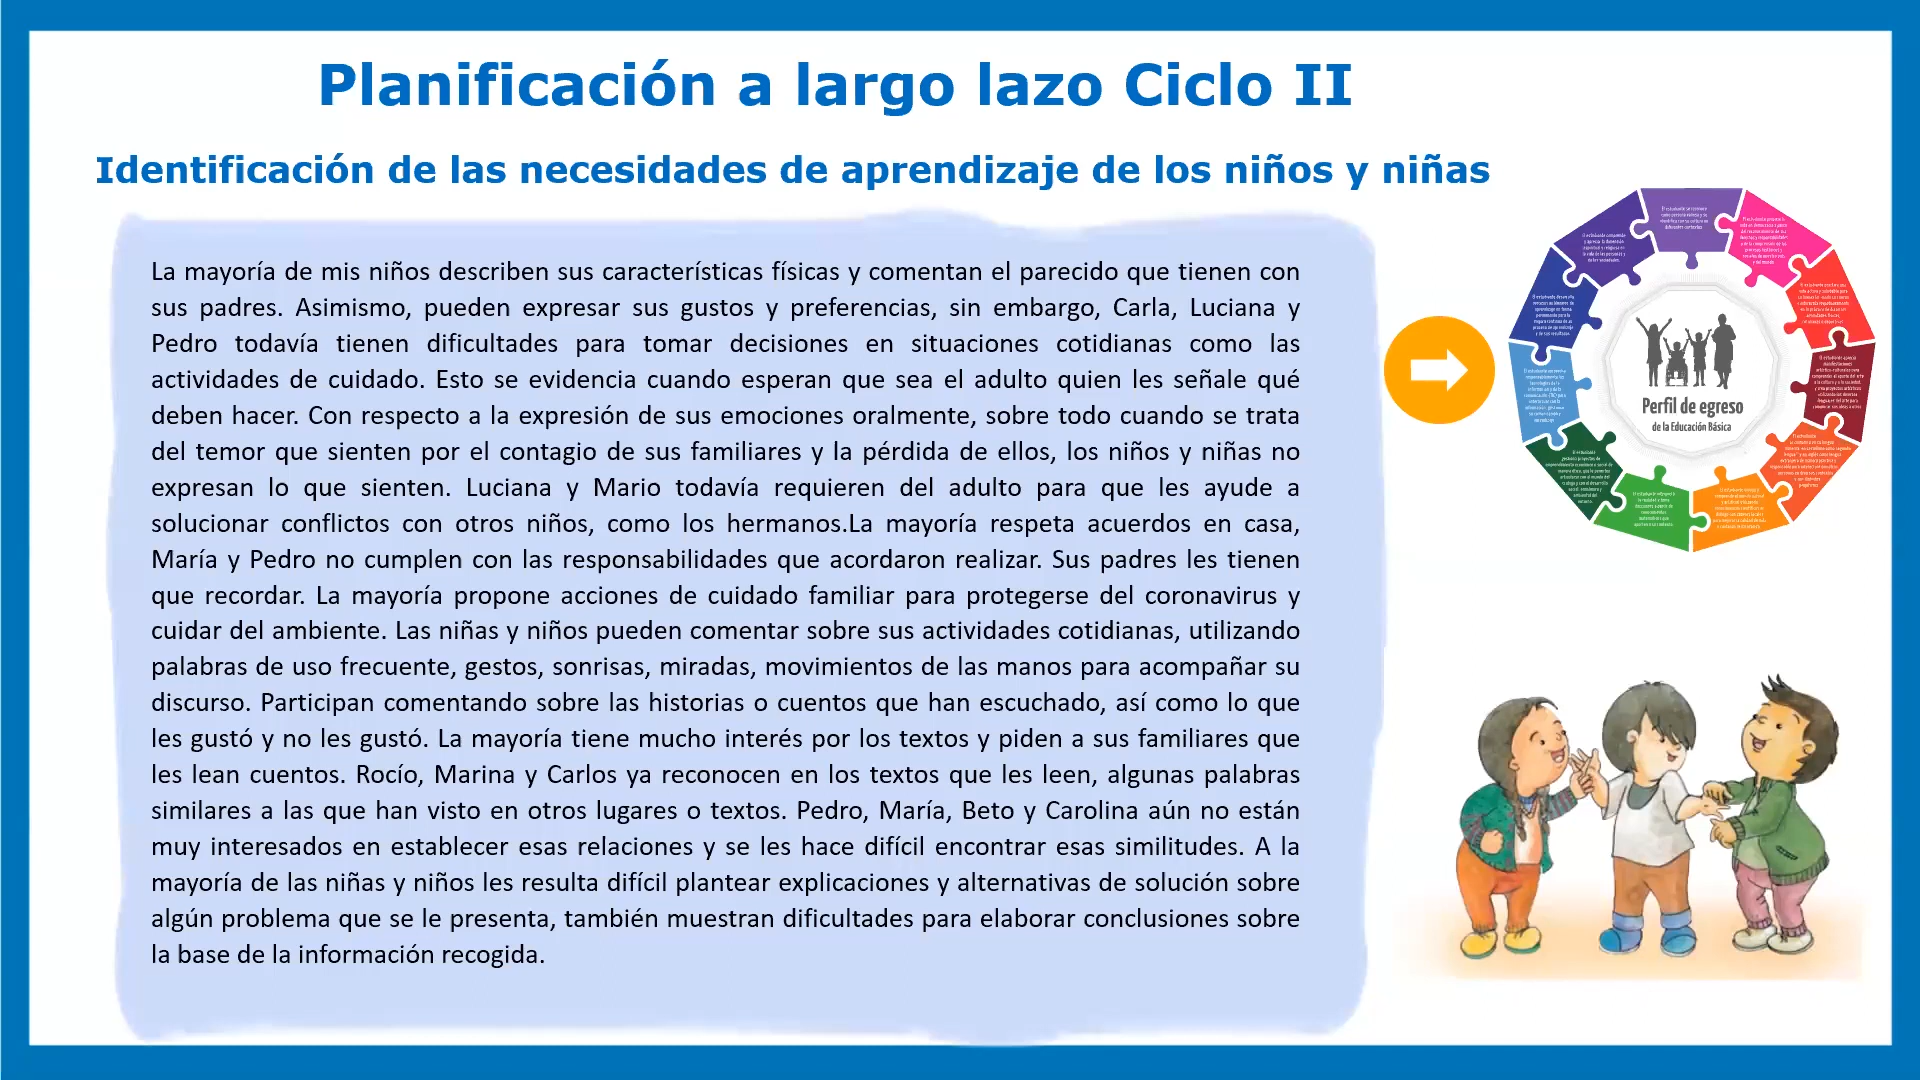 Planificación a largo lazo Ciclo II
Identificación de las necesidades de aprendizaje de los niños y niñas
La mayoría de mis niños describen sus características físicas y comentan el parecido que tienen con
sus padres. Asimismo, pueden expresar sus gustos y preferencias, sin embargo, Carla, Luciana y
Pedro todavía tienen dificultades para tomar decisiones en situaciones cotidianas como las
actividades de cuidado. Esto se evidencia cuando esperan que sea el adulto quien les señale qué
deben hacer. Con respecto a la expresión de sus emociones oralmente, sobre todo cuando se trata
del temor que sienten por el contagio de sus familiares y la pérdida de ellos, los niños y niñas no
expresan lo que sienten. Luciana y Mario todavía requieren del adulto para que les ayude a
solucionar conflictos con otros niños, como los hermanos.La mayoría respeta acuerdos en casa,
María y Pedro no cumplen con las responsabilidades que acordaron realizar. Sus padres les tienen
que recordar. La mayoría propone acciones de cuidado familiar para protegerse del coronavirus y
cuidar del ambiente. Las niñas y niños pueden comentar sobre sus actividades cotidianas, utilizando
palabras de uso frecuente, gestos, sonrisas, miradas, movimientos de las manos para acompañar su
discurso. Participan comentando sobre las historias o cuentos que han escuchado, así como lo que
les gustó y no les gustó. La mayoría tiene mucho interés por los textos y piden a sus familiares que
les lean cuentos. Rocío, Marina y Carlos ya reconocen en los textos que les leen, algunas palabras
similares a las que han visto en otros lugares o textos. Pedro, María, Beto y Carolina aún no están
muy interesados en establecer esas relaciones y se les hace difícil encontrar esas similitudes. A la
mayoría de las niñas y niños les resulta difícil plantear explicaciones y alternativas de solución sobre
algún problema que se le presenta, también muestran dificultades para elaborar conclusiones sobre
la base de la información recogida.
Perfil de egreso
de la Educación Básica